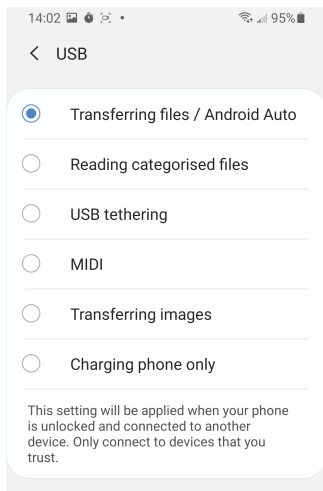 14:02 95%
USB
Transferring files / Android Auto
Reading categorised files
USB tethering
MIDI
Transferring images
Charging phone only
This setting will be applied when your phone
is unlocked and connected to another
device. Only connect to devices that you
trust.